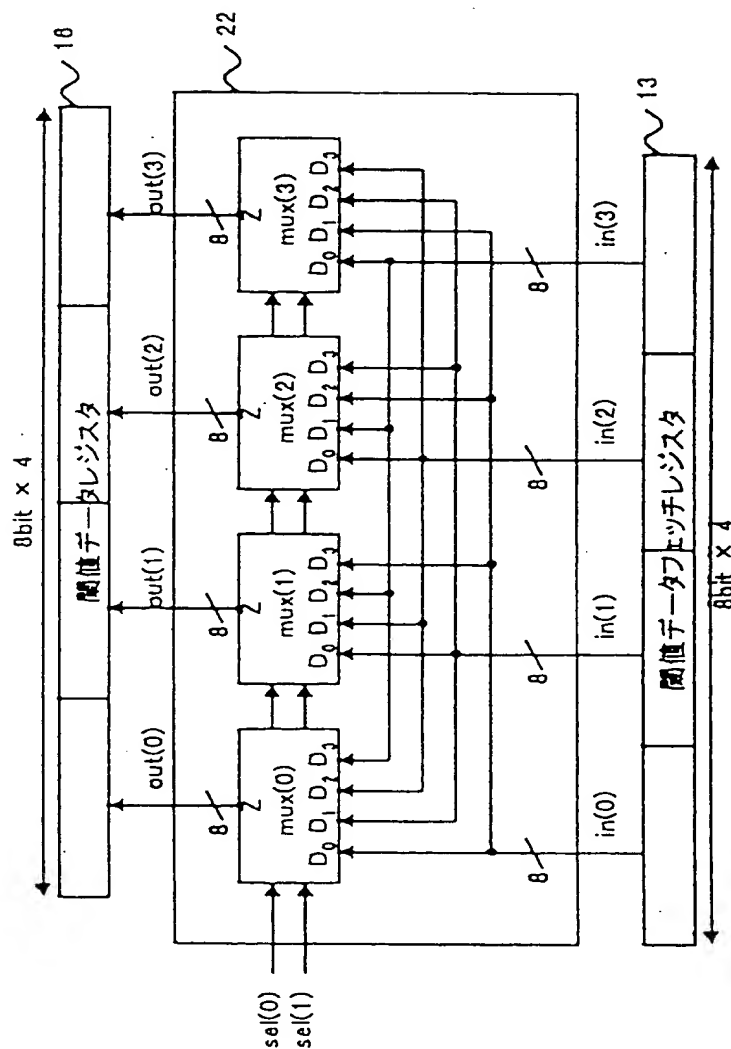 8bit × 4
16
閾値データレジスタ
out(0)
out(1)
out(2)
out(3)
22
8
8
8
8
sel(0)
sel(1)
Z
mux(0)
D0 D1 D2 D3
Z
mux(1)
D0 D1 D2 D3
Z
mux(2)
D0 D1 D2 D3
Z
mux(3)
D0 D1 D2 D3
8
8
8
8
in(0)
in(1)
in(2)
in(3)
13
閾値データフェッチレジスタ
8bit × 4